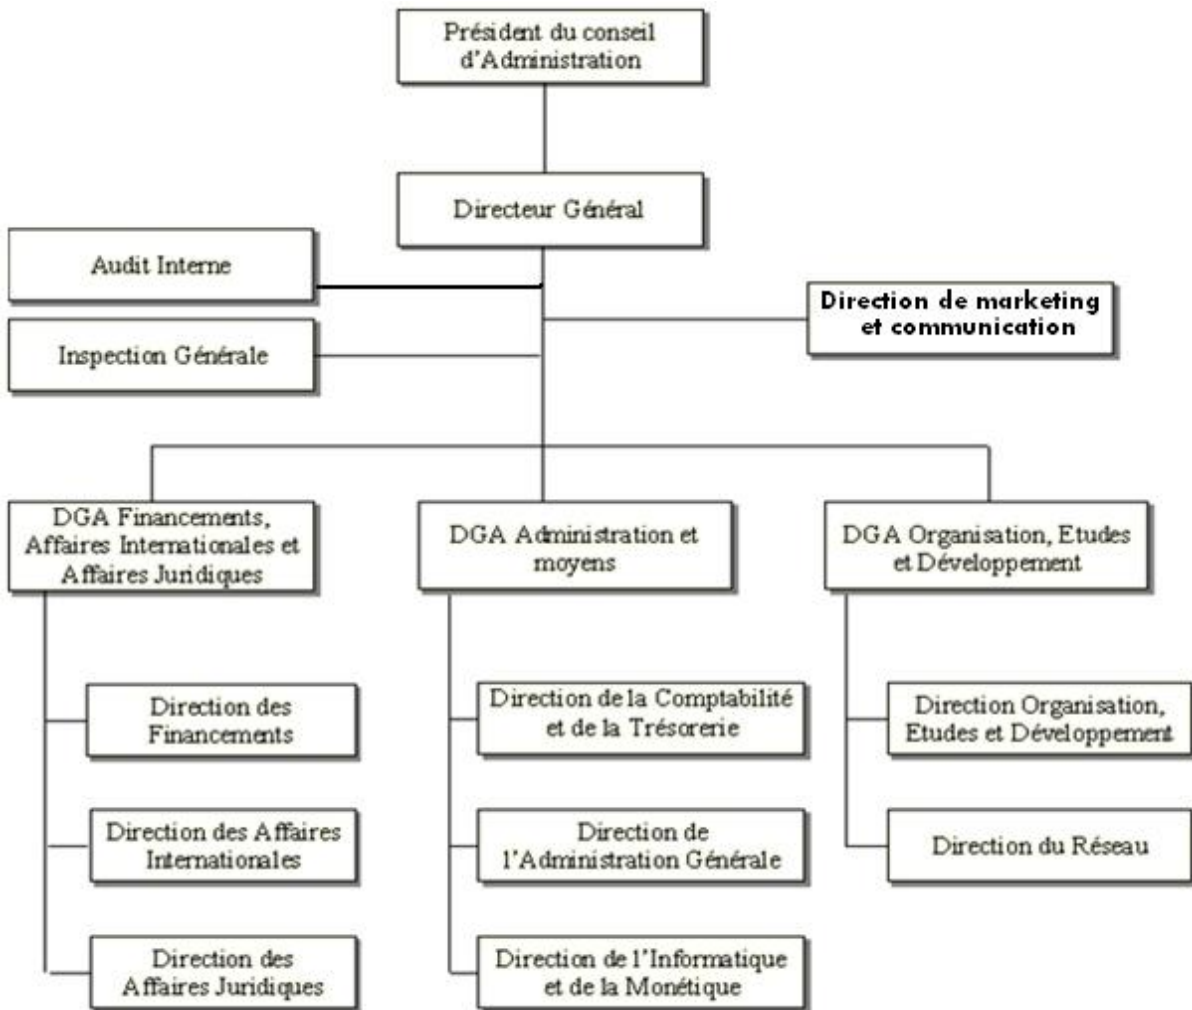 Président du conseil
d'Administration
Directeur Général
Audit Interne
Direction de marketing
et communication
Inspection Générale
DGA Financements,
Affaires Internationales et
Affaires Juridiques
DGA Administration et
moyens
DGA Organisation, Etudes
et Développement
Direction des
Financements
Direction de la Comptabilité
et de la Trésorerie
Direction Organisation,
Etudes et Développement
Direction des Affaires
Internationales
Direction de
l'Administration Générale
Direction du Réseau
Direction des
Affaires Juridiques
Direction de l'Informatique
et de la Monétique